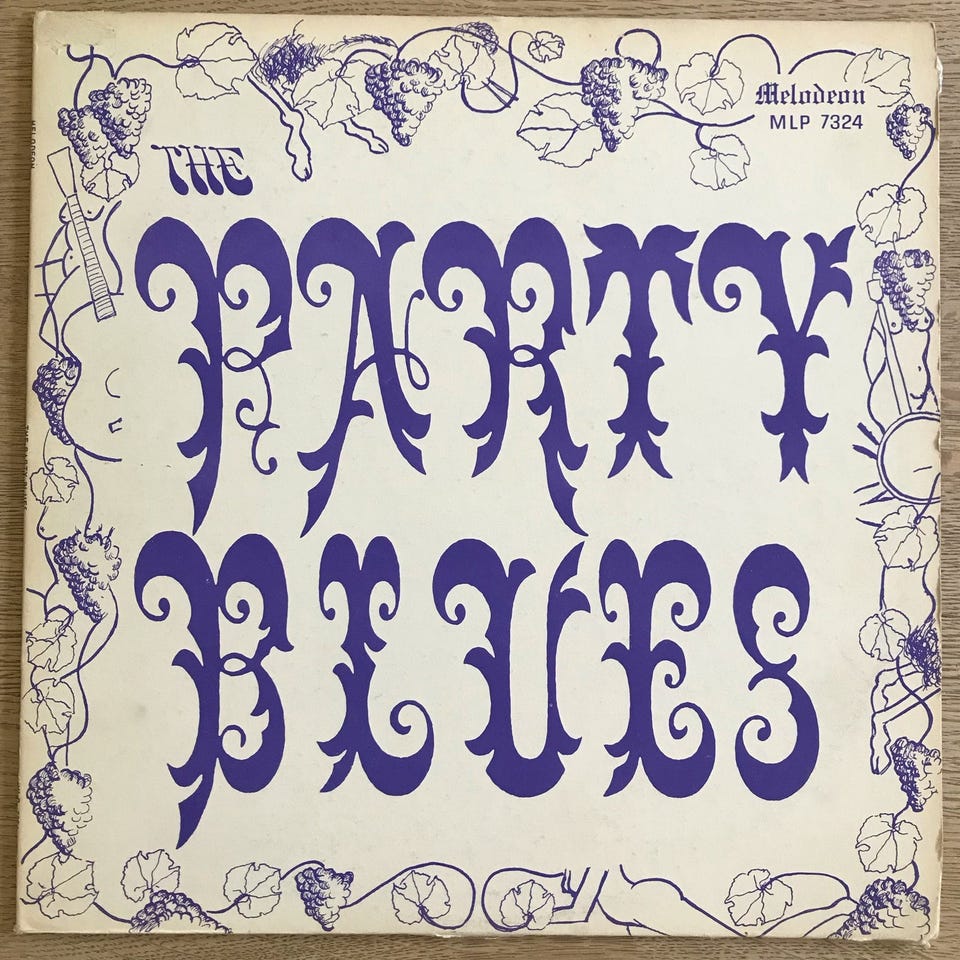 Melodeon
MLP 7324
THE
PARTY
BLUES